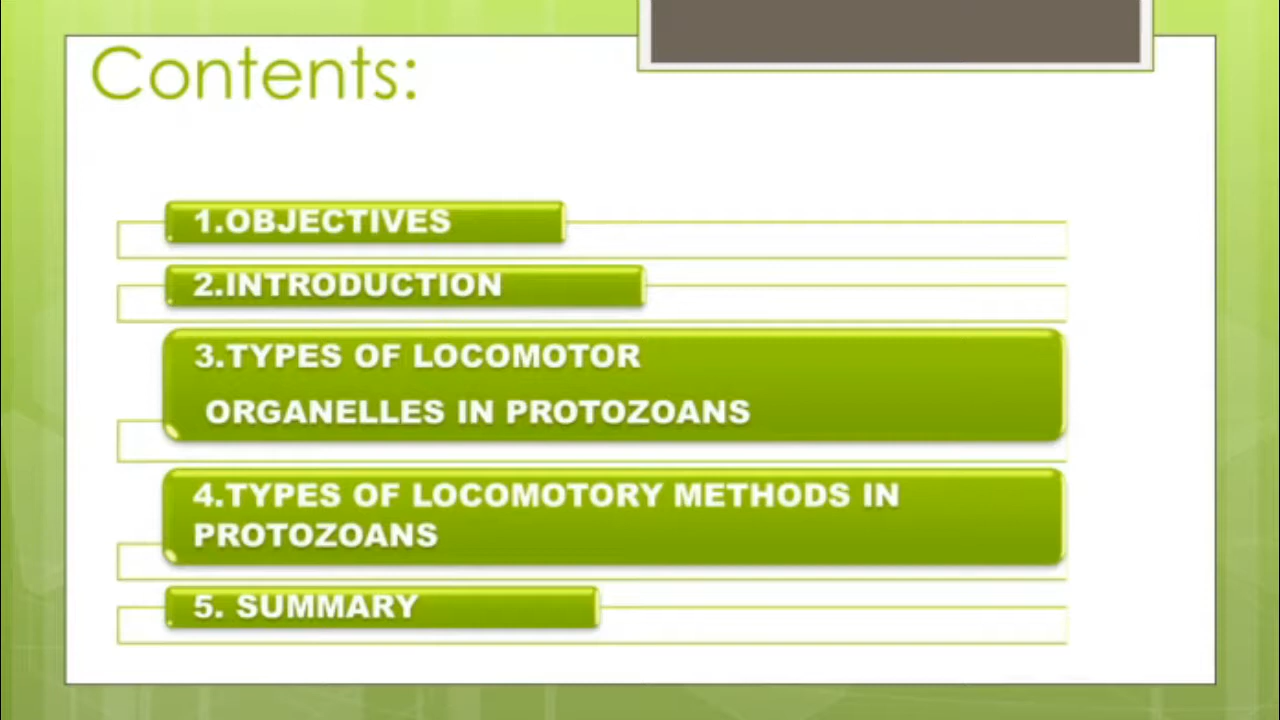 Contents:
1.OBJECTIVES
2.INTRODUCTION
3.TYPES OF LOCOMOTOR
ORGANELLES IN PROTOZOANS
4.TYPES OF LOCOMOTORY METHODS IN
PROTOZOANS
5. SUMMARY